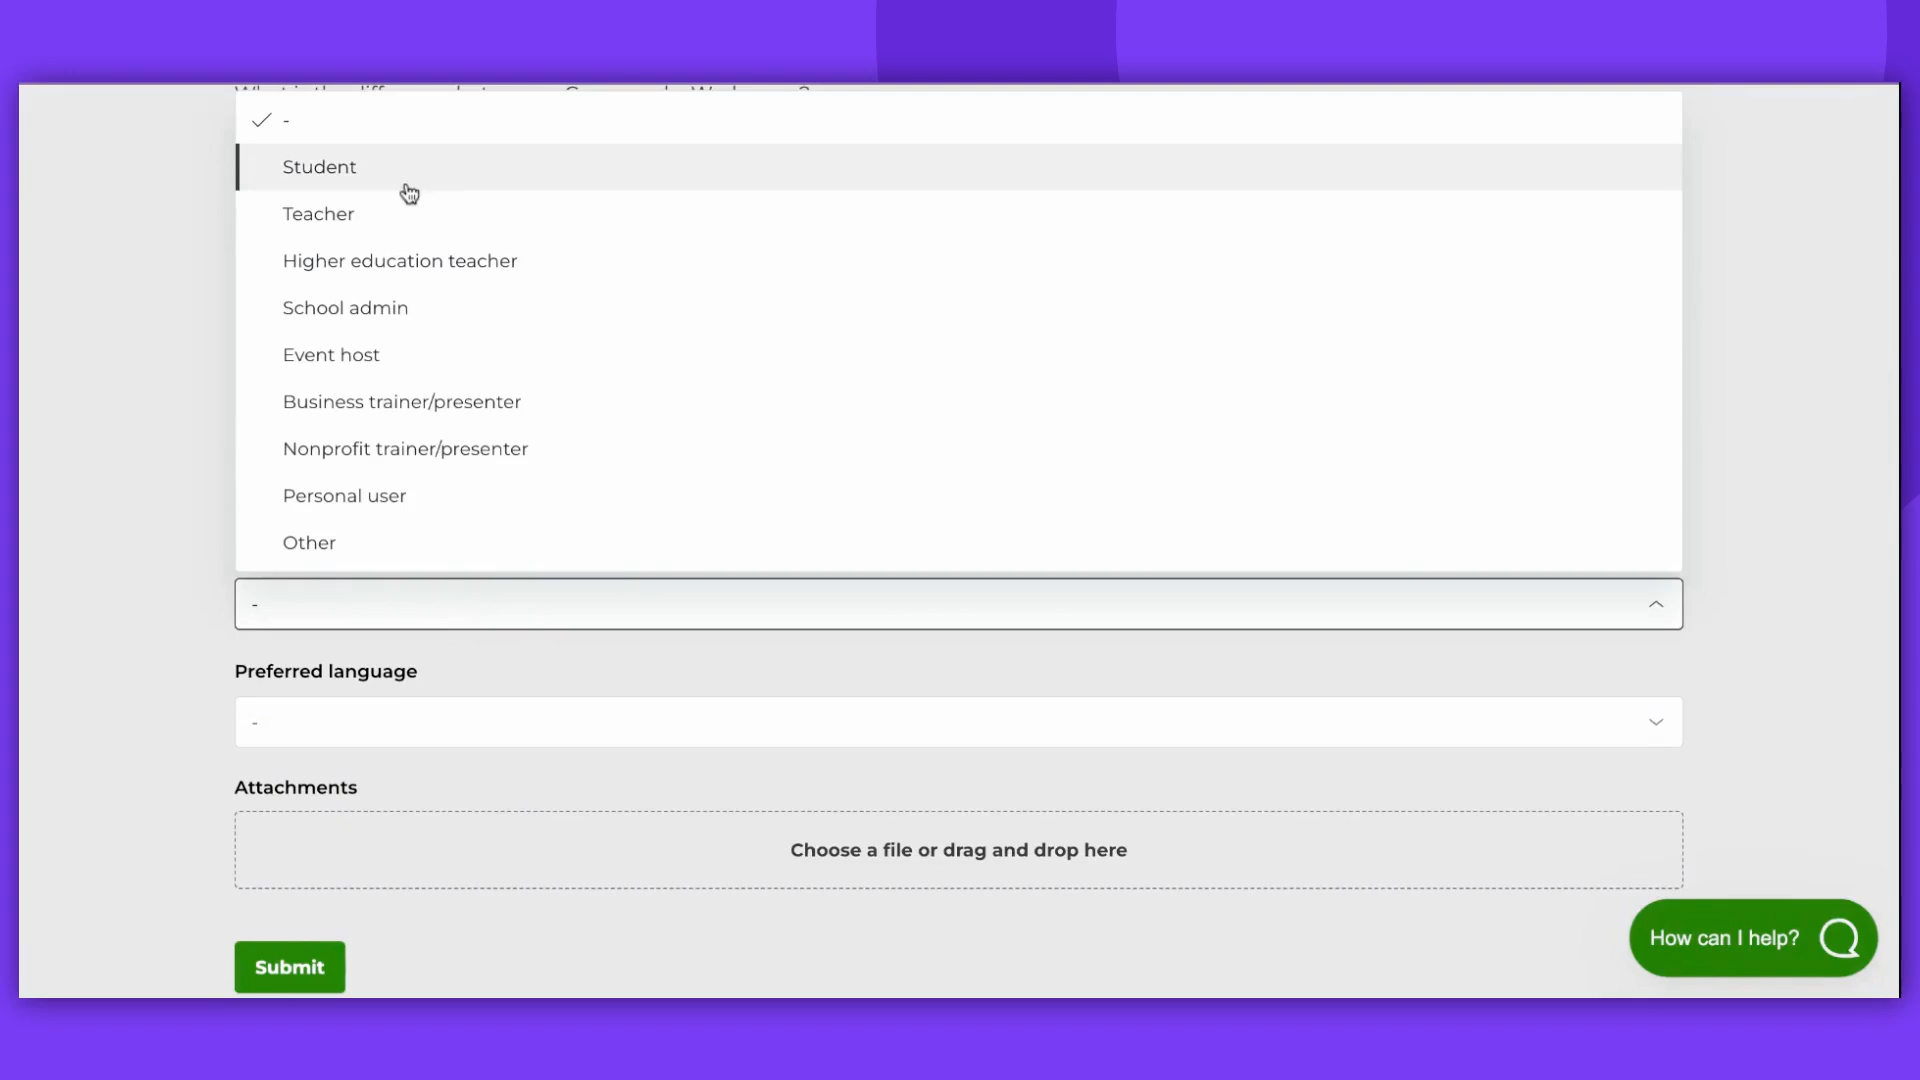 -
Student
Teacher
Higher education teacher
School admin
Event host
Business trainer/presenter
Nonprofit trainer/presenter
Personal user
Other
-
Preferred language
-
Attachments
Choose a file or drag and drop here
How can I help?
Submit